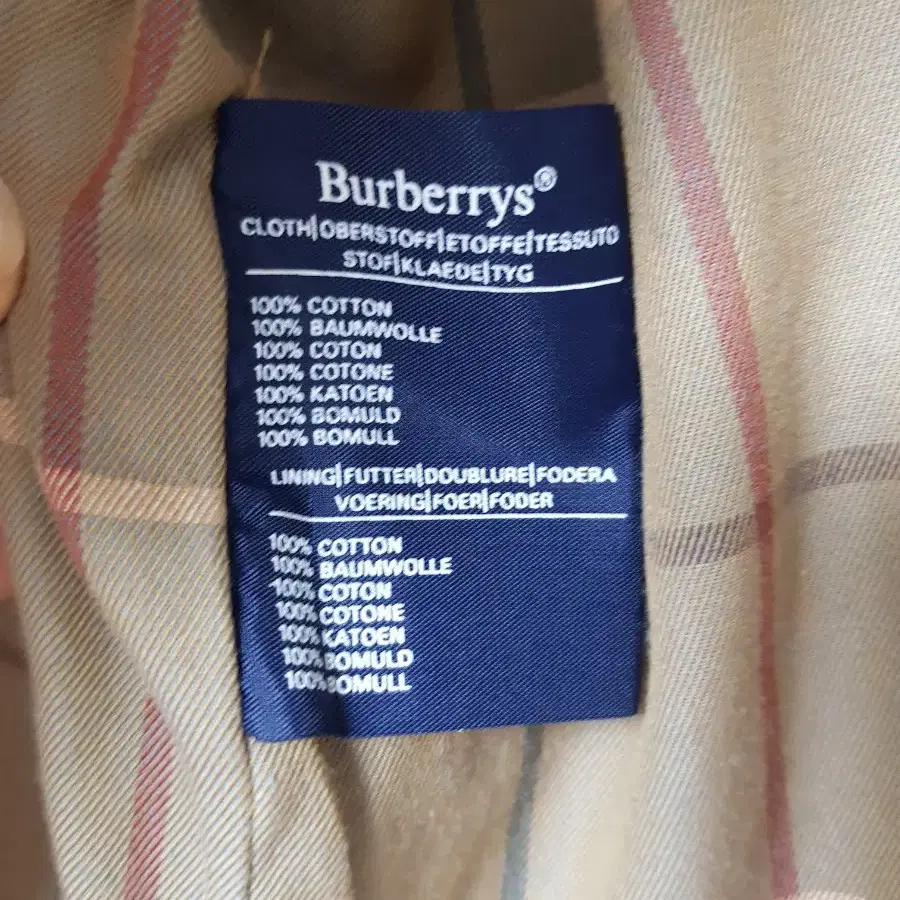 Burberrys®
CLOTH|OBERSTOFF|ETOFFE|TESSUTO
STOF|KLAEDE|TYG
100% COTTON
100% BAUMWOLLE
100% COTON
100% COTONE
100% KATOEN
100% BOMULD
100% BOMULL
LINING|FUTTER|DOUBLURE|FODERA
VOERING|FOER|FODER
100% COTTON
100% BAUMWOLLE
100% COTON
100% COTONE
100% KATOEN
100% BOMULD
100% BOMULL